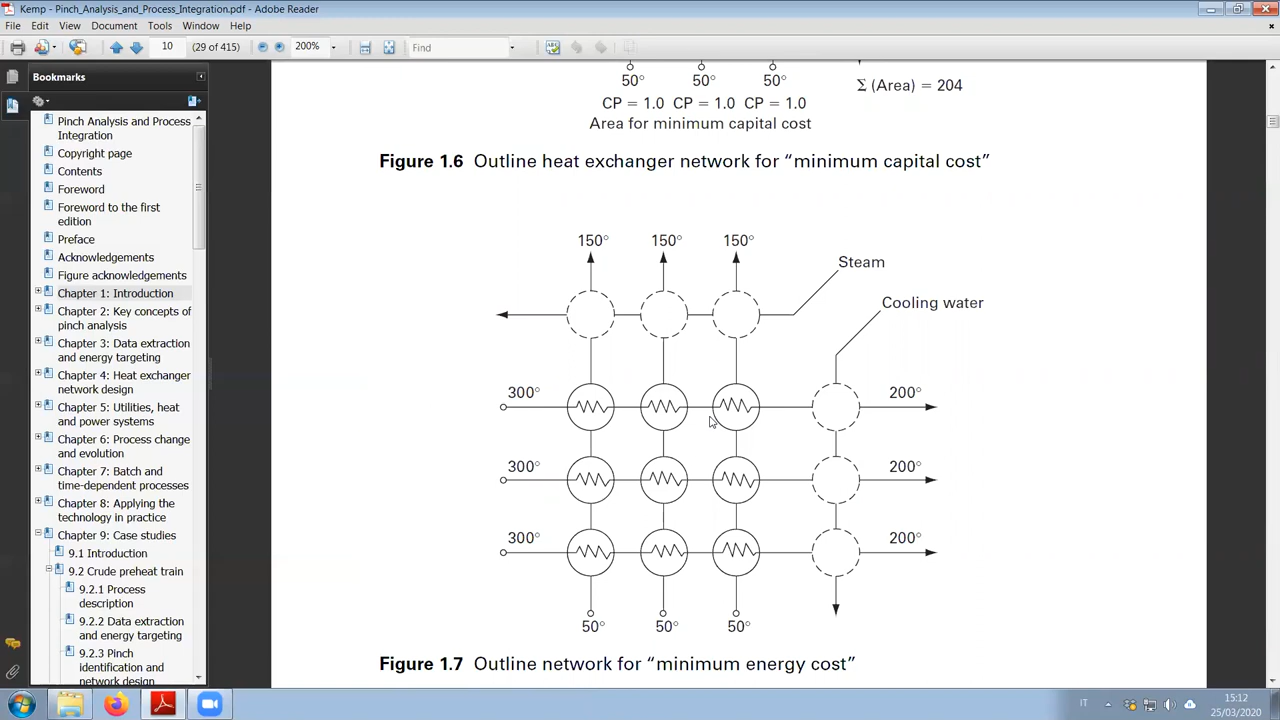 Kemp - Pinch_Analysis_and_Process_Integration.pdf - Adobe Reader
File Edit View Document Tools Window Help
10 (29 of 415) 200% Find
Bookmarks
Pinch Analysis and Process
Integration
Copyright page
Contents
Foreword
Foreword to the first
edition
Preface
Acknowledgements
Figure acknowledgements
Chapter 1: Introduction
Chapter 2: Key concepts of
pinch analysis
Chapter 3: Data extraction
and energy targeting
Chapter 4: Heat exchanger
network design
Chapter 5: Utilities, heat
and power systems
Chapter 6: Process change
and evolution
Chapter 7: Batch and
time-dependent processes
Chapter 8: Applying the
technology in practice
Chapter 9: Case studies
9.1 Introduction
9.2 Crude preheat train
9.2.1 Process
description
9.2.2 Data extraction
and energy targeting
9.2.3 Pinch
identification and
network design
50° 50° 50°
Σ (Area) = 204
CP = 1.0 CP = 1.0 CP = 1.0
Area for minimum capital cost
Figure 1.6 Outline heat exchanger network for “minimum capital cost”
150° 150° 150°
Steam
Cooling water
300° 200°
300° 200°
300° 200°
50° 50° 50°
Figure 1.7 Outline network for “minimum energy cost”
IT
15:12
25/03/2020